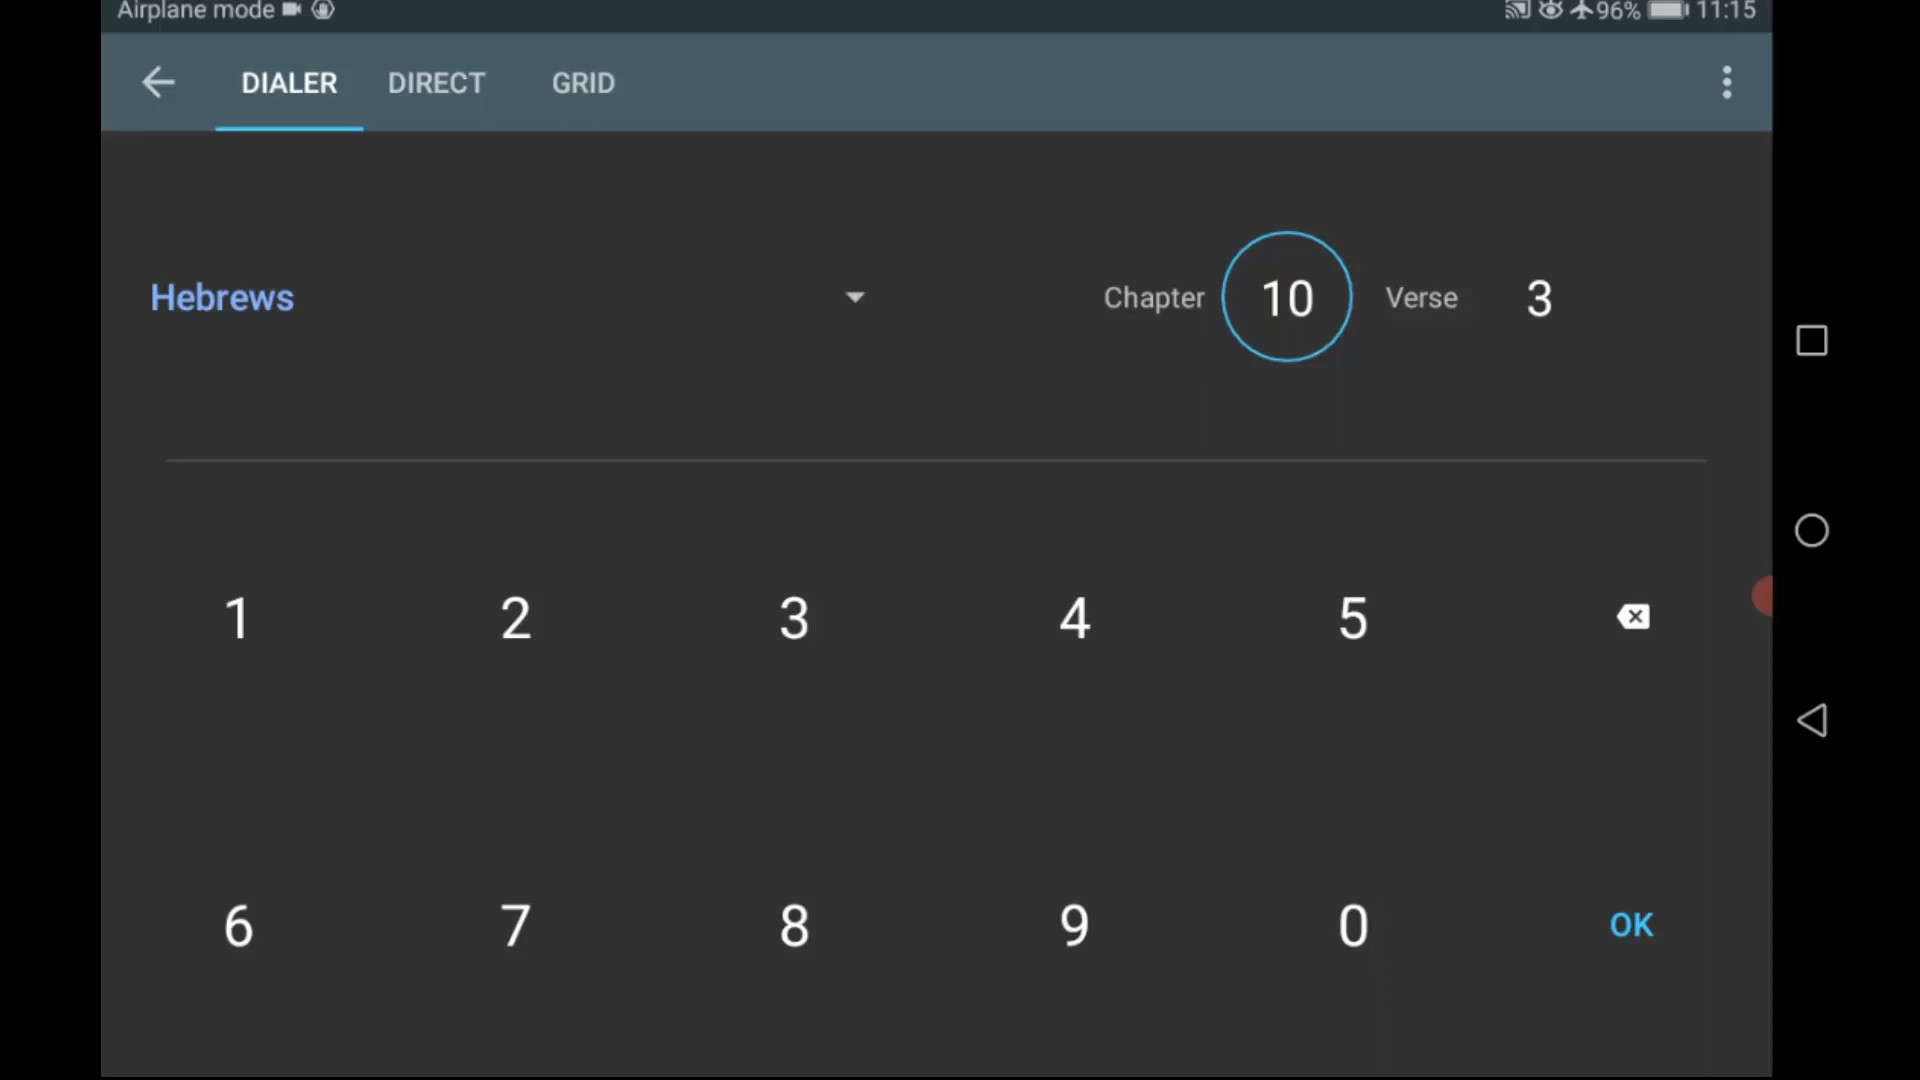 Airplane mode 96% 11:15
DIALER DIRECT GRID
Hebrews Chapter 10 Verse 3
1 2 3 4 5
6 7 8 9 0 OK